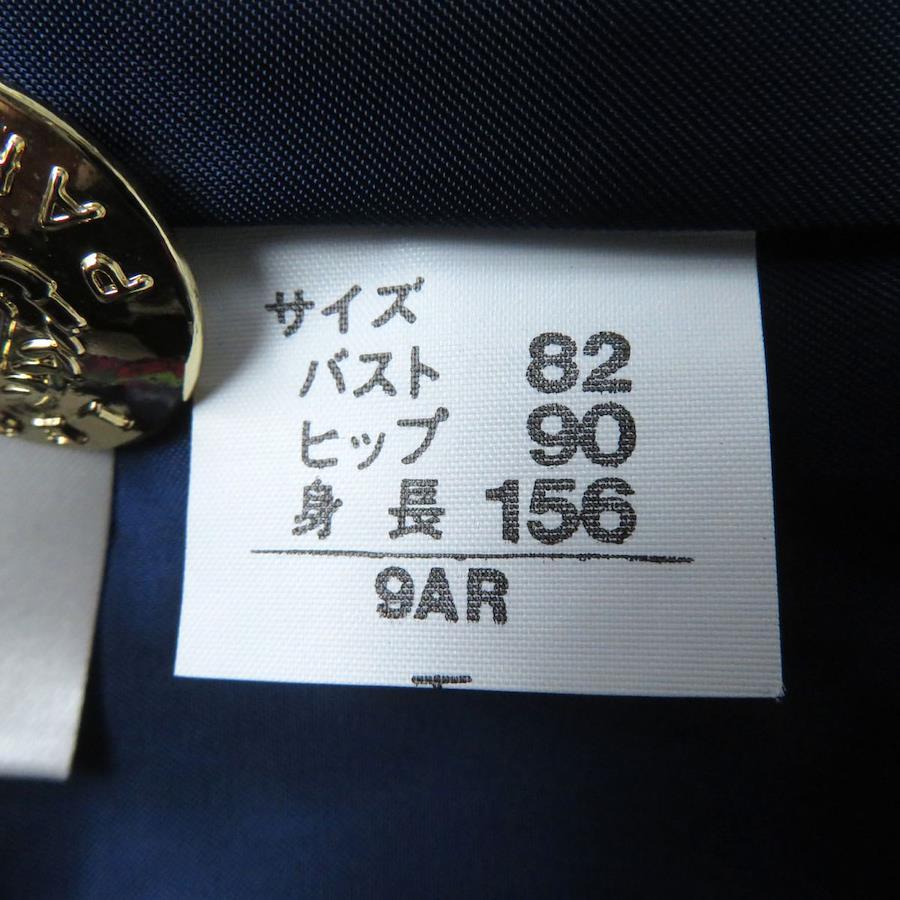 サイズ
バスト 82
ヒップ 90
身長 156
9AR